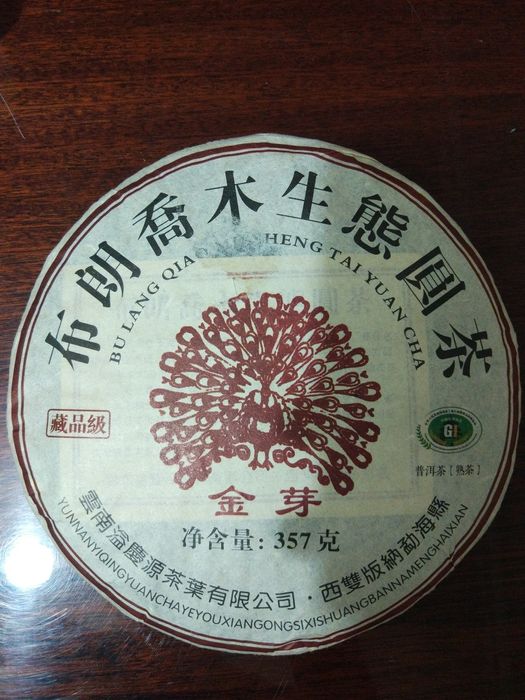 布朗喬木生態圓茶
BU LANG QIA HENG TAI YUAN CHA
藏品級
G
普洱茶［熟茶］
金芽
净含量：357克
雲南溢慶源茶葉有限公司·西雙版納勐海縣
YUNNANYIQINGYUANCHAYEYOUXIANGONGSIXISHUANGBANNAMENGHAIXIAN